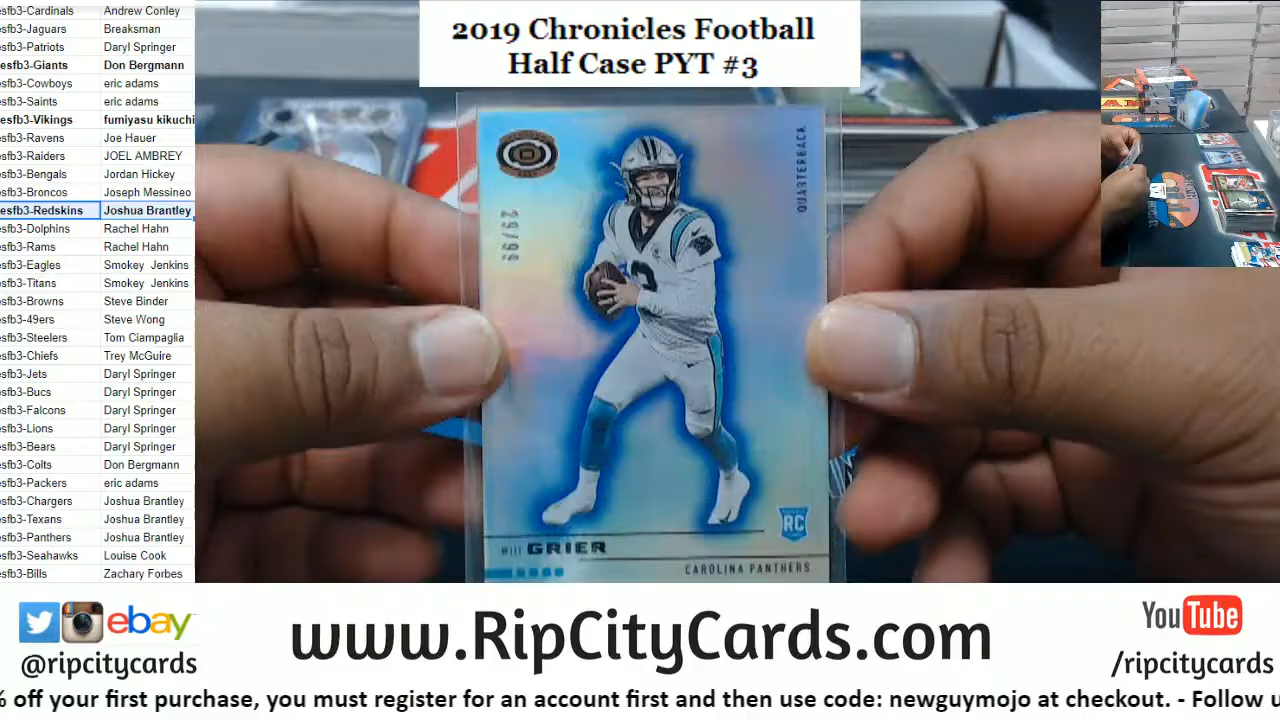 esfb3-Cardinals Andrew Conley
esfb3-Jaguars Breaksman
esfb3-Patriots Daryl Springer
esfb3-Giants Don Bergmann
esfb3-Cowboys eric adams
esfb3-Saints eric adams
esfb3-Vikings fumiyasu kikuchi
esfb3-Ravens Joe Hauer
esfb3-Raiders JOEL AMBREY
esfb3-Bengals Jordan Hickey
esfb3-Broncos Joseph Messineo
esfb3-Redskins Joshua Brantley
esfb3-Dolphins Rachel Hahn
esfb3-Rams Rachel Hahn
esfb3-Eagles Smokey Jenkins
esfb3-Titans Smokey Jenkins
esfb3-Browns Steve Binder
esfb3-49ers Steve Wong
esfb3-Steelers Tom Ciampaglia
esfb3-Chiefs Trey McGuire
esfb3-Jets Daryl Springer
esfb3-Bucs Daryl Springer
esfb3-Falcons Daryl Springer
esfb3-Lions Daryl Springer
esfb3-Bears Daryl Springer
esfb3-Colts Don Bergmann
esfb3-Packers eric adams
esfb3-Chargers Joshua Brantley
esfb3-Texans Joshua Brantley
esfb3-Panthers Joshua Brantley
esfb3-Seahawks Louise Cook
esfb3-Bills Zachary Forbes
2019 Chronicles Football
Half Case PYT #3
QUARTERBACK
29/99
RC
Will GRIER
CAROLINA PANTHERS
ebay
@ripcitycards
www.RipCityCards.com
YouTube
/ripcitycards
% off your first purchase, you must register for an account first and then use code: newguymojo at checkout. - Follow u